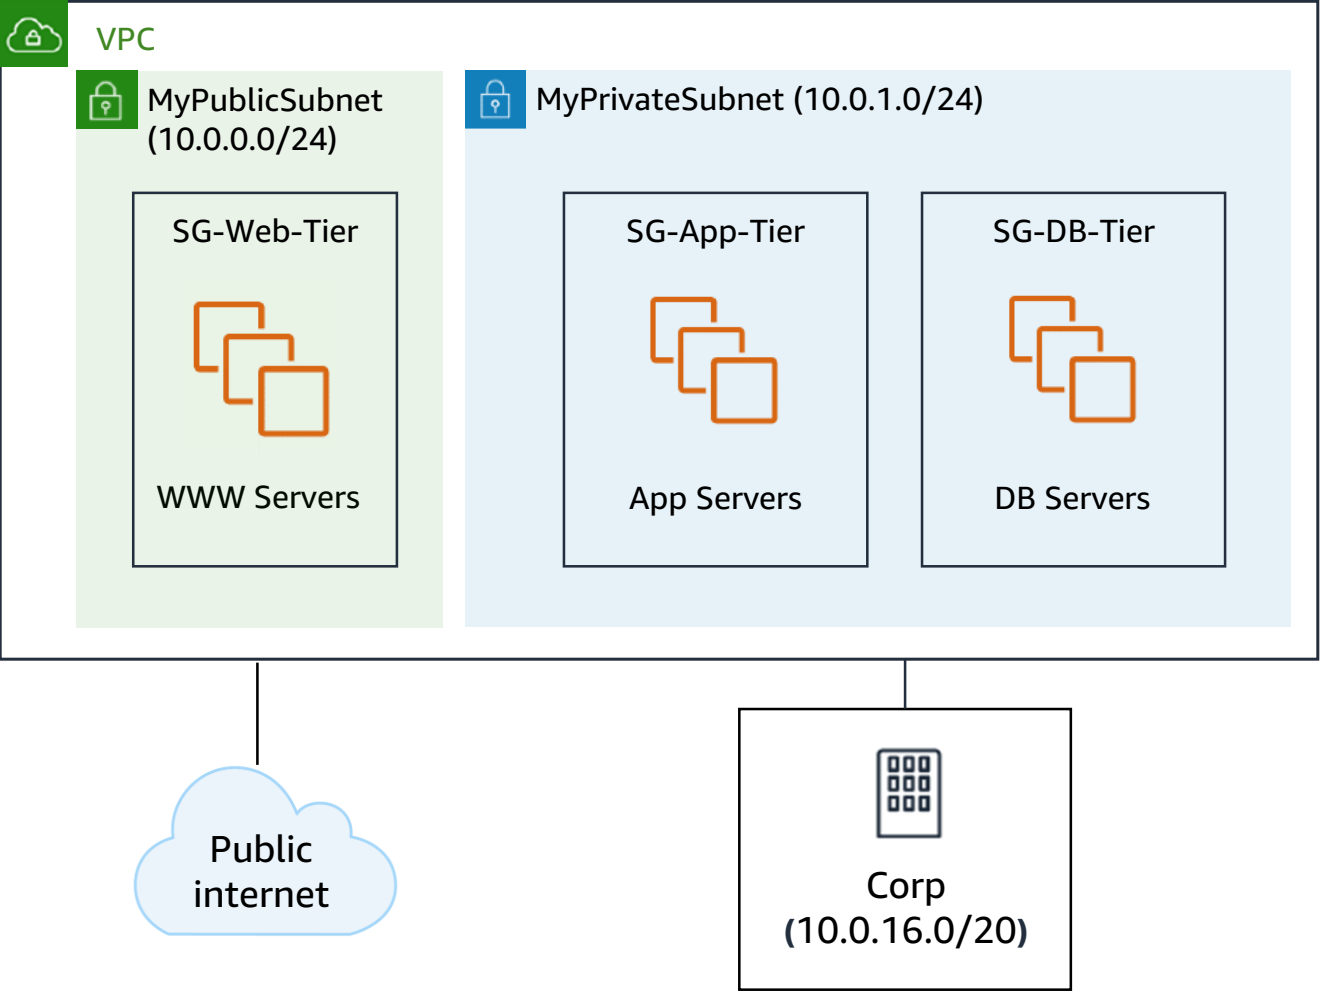 VPC
MyPublicSubnet
(10.0.0.0/24)
MyPrivateSubnet (10.0.1.0/24)
SG-Web-Tier
SG-App-Tier
SG-DB-Tier
WWW Servers
App Servers
DB Servers
Public
internet
Corp
(10.0.16.0/20)